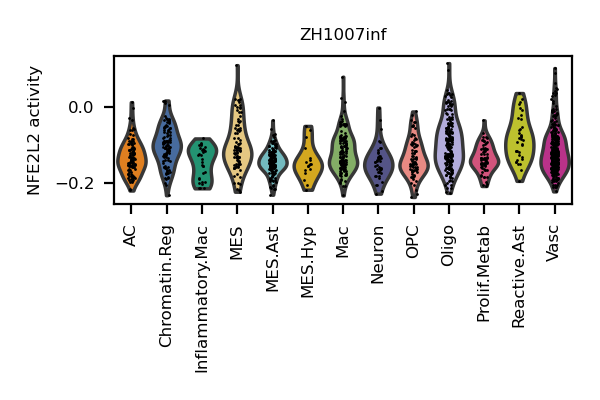 ZH1007inf
NFE2L2 activity
0.0
−0.2
AC
Chromatin.Reg
Inflammatory.Mac
MES
MES.Ast
MES.Hyp
Mac
Neuron
OPC
Oligo
Prolif.Metab
Reactive.Ast
Vasc